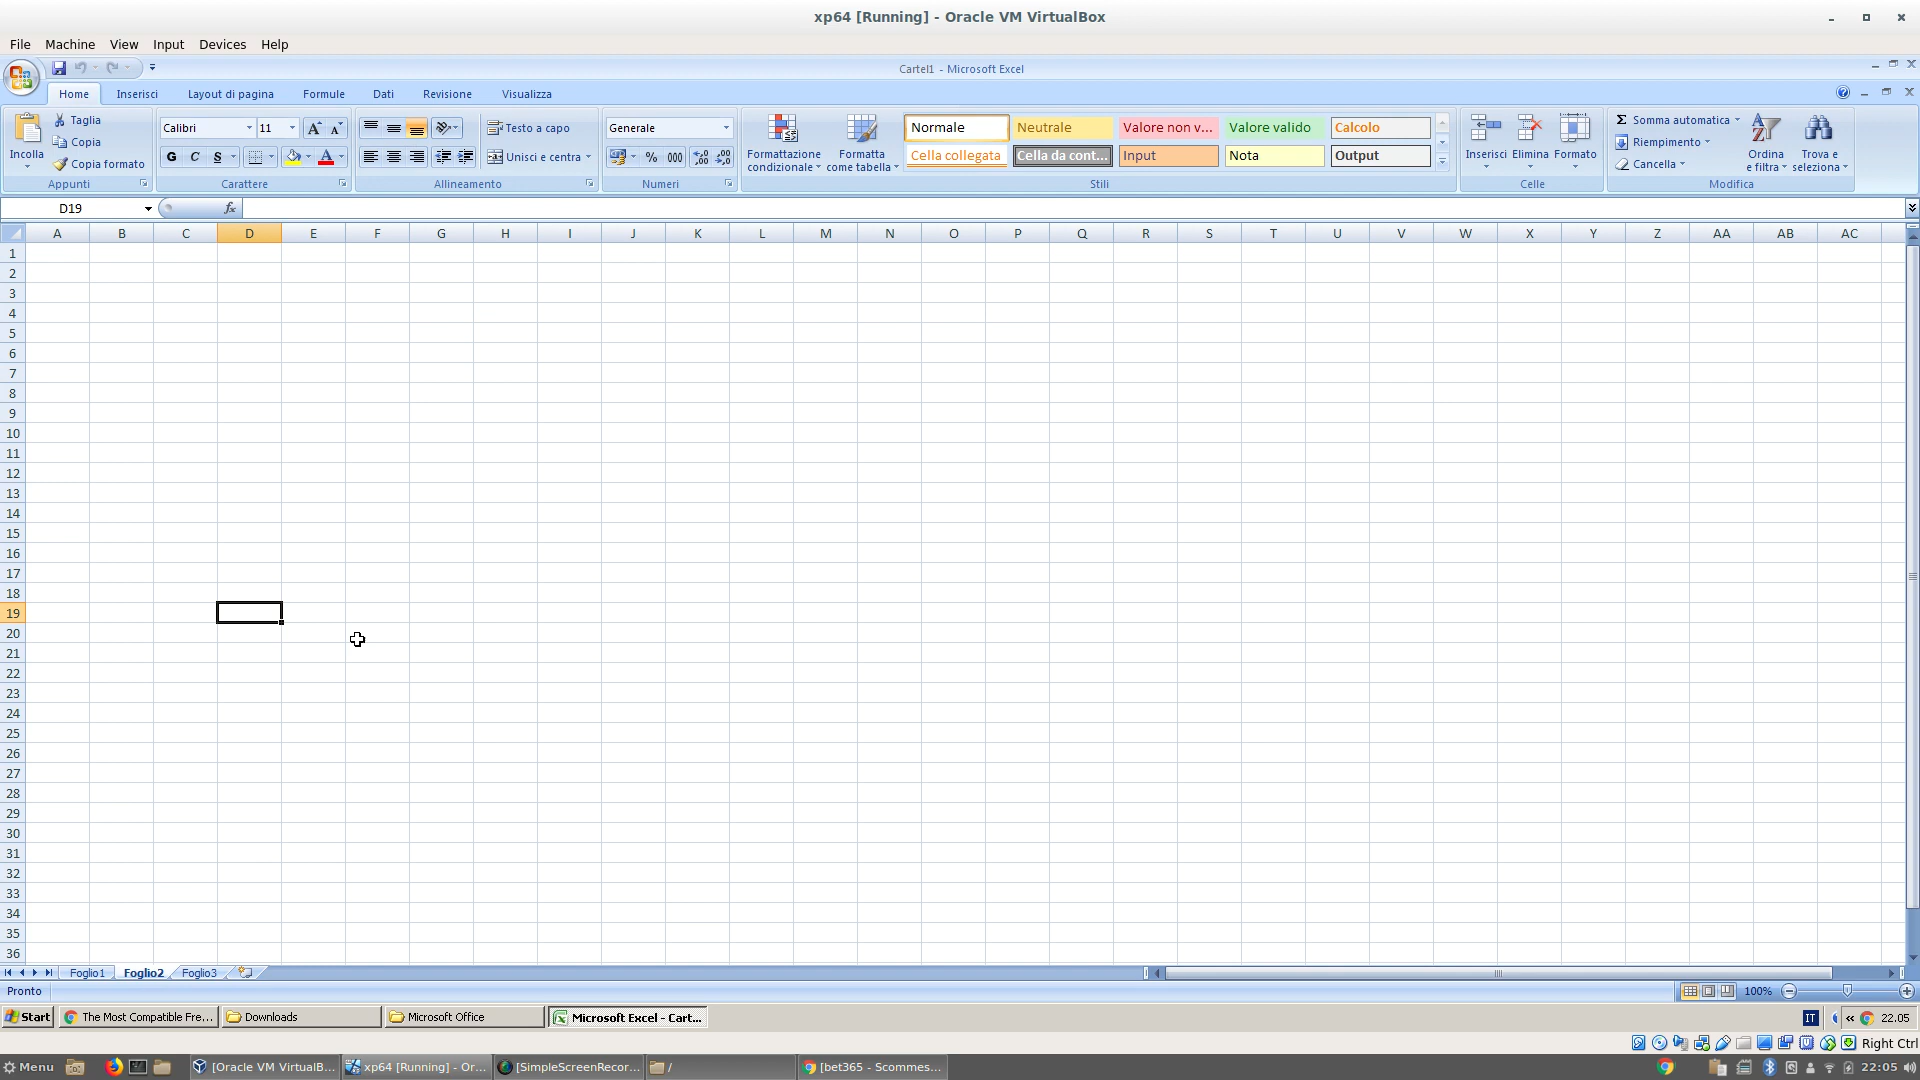 xp64 [Running] - Oracle VM VirtualBox
File Machine View Input Devices Help
Cartel1 - Microsoft Excel
Home Inserisci Layout di pagina Formule Dati Revisione Visualizza
Incolla
Taglia
Copia
Copia formato
Appunti
Calibri 11
G C S
Carattere
Testo a capo
Unisci e centra
Allineamento
Generale
% 000
Numeri
Formattazione condizionale
Formatta come tabella
Normale Neutrale Valore non v... Valore valido Calcolo
Cella collegata Cella da cont... Input Nota Output
Stili
Inserisci Elimina Formato
Celle
Σ Somma automatica
Riempimento
Cancella
Ordina e filtra
Trova e seleziona
Modifica
D19 fx
A B C D E F G H I J K L M N O P Q R S T U V W X Y Z AA AB AC
1
2
3
4
5
6
7
8
9
10
11
12
13
14
15
16
17
18
19
20
21
22
23
24
25
26
27
28
29
30
31
32
33
34
35
36
Foglio1 Foglio2 Foglio3
Pronto 100%
Start The Most Compatible Fre... Downloads Microsoft Office Microsoft Excel - Cart... IT « 22.05
Right Ctrl
Menu [Oracle VM VirtualB... xp64 [Running] - Or... [SimpleScreenRecor... / [bet365 - Scommes... 22:05